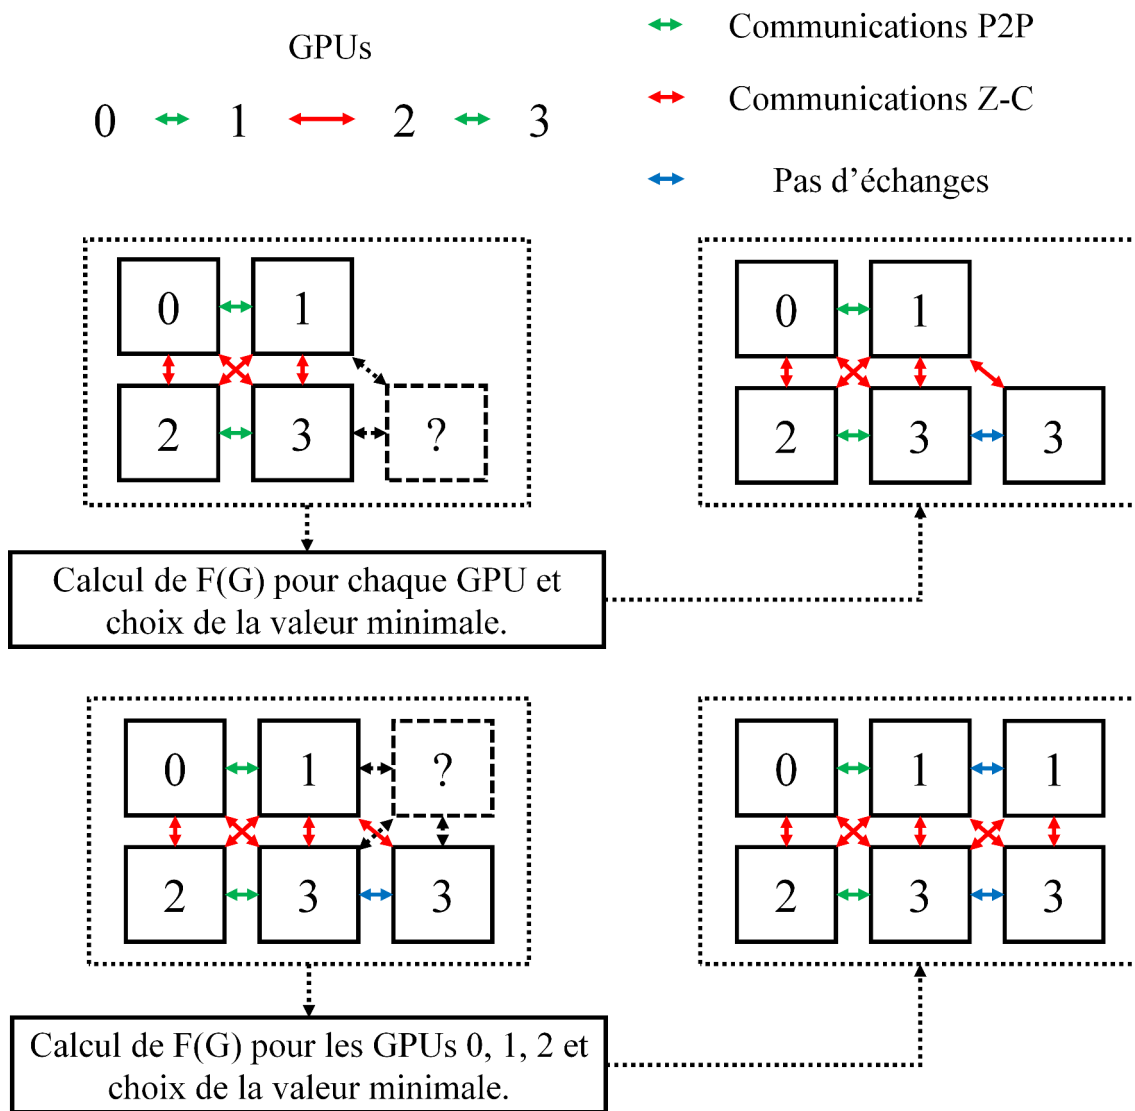 GPUs
0 1 2 3
Communications P2P
Communications Z-C
Pas d’échanges
0 1
2 3 ?
0 1
2 3 3
Calcul de F(G) pour chaque GPU et
choix de la valeur minimale.
0 1 ?
2 3 3
0 1 1
2 3 3
Calcul de F(G) pour les GPUs 0, 1, 2 et
choix de la valeur minimale.